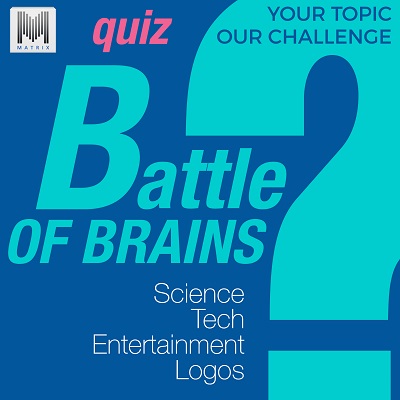 MATRIX
quiz
YOUR TOPIC
OUR CHALLENGE
Battle
OF BRAINS
?
Science
Tech
Entertainment
Logos